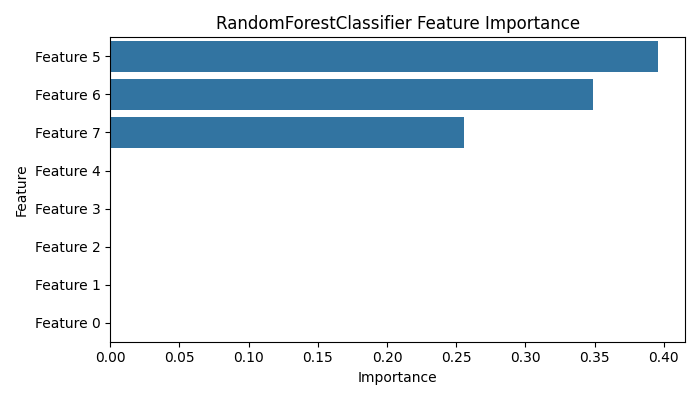 RandomForestClassifier Feature Importance
Feature 5
Feature 6
Feature 7
Feature 4
Feature 3
Feature 2
Feature 1
Feature 0
Feature
0.00 0.05 0.10 0.15 0.20 0.25 0.30 0.35 0.40
Importance